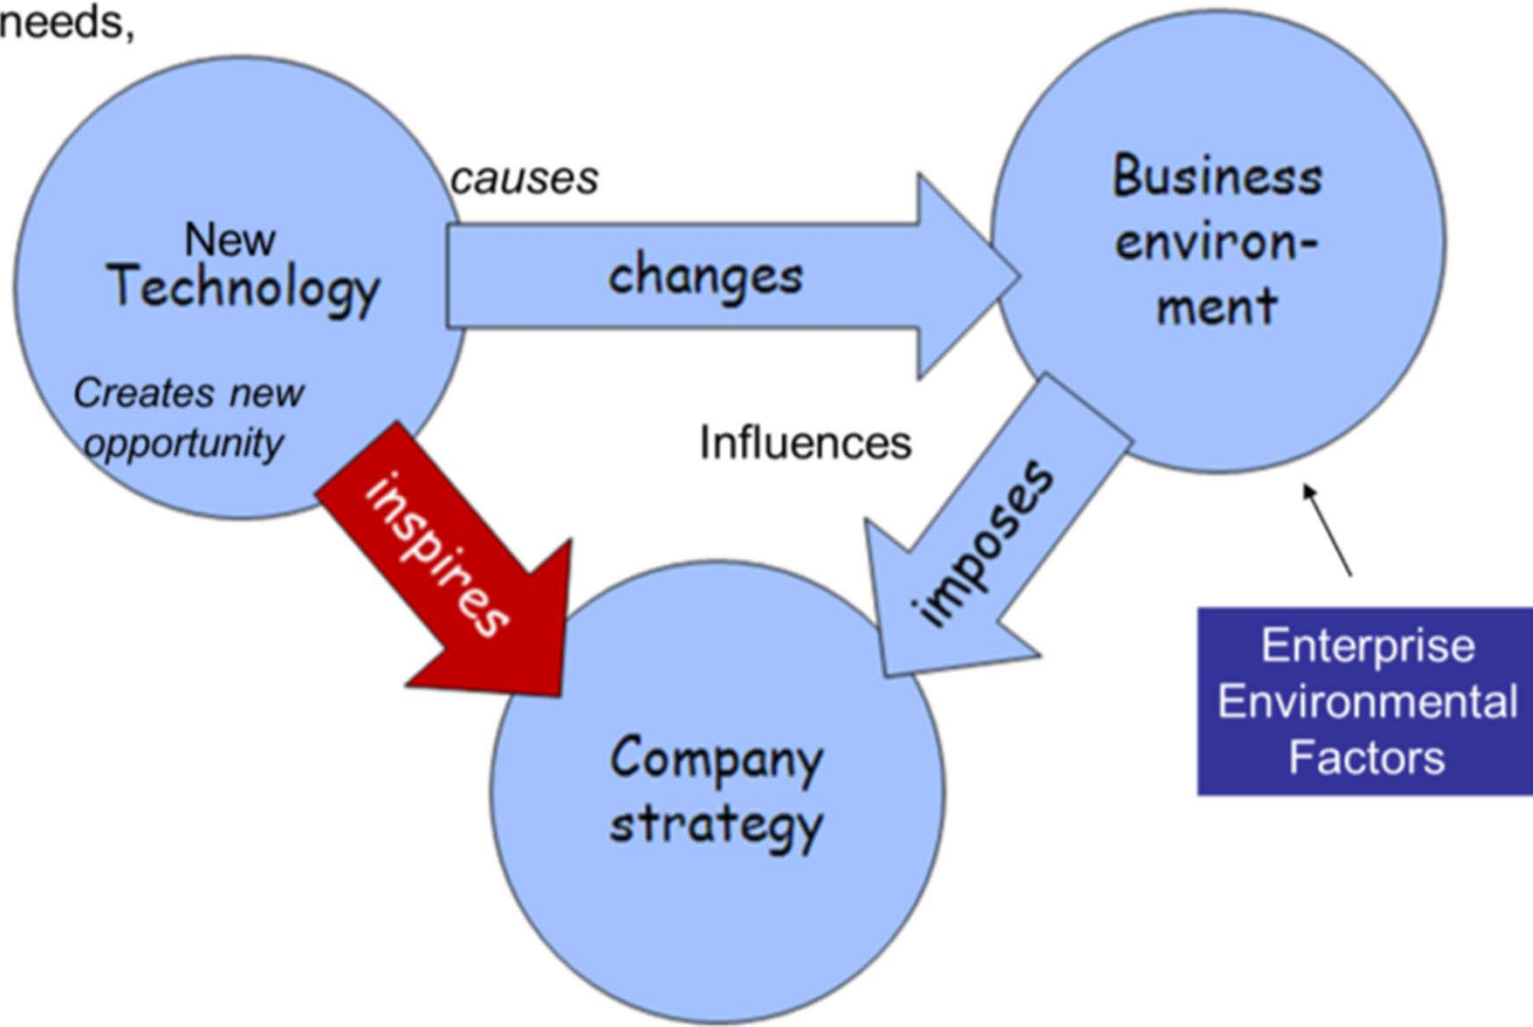 needs,
causes
New
Technology
changes
Business
environ-
ment
Creates new
opportunity
Influences
inspires
imposes
Company
strategy
Enterprise
Environmental
Factors